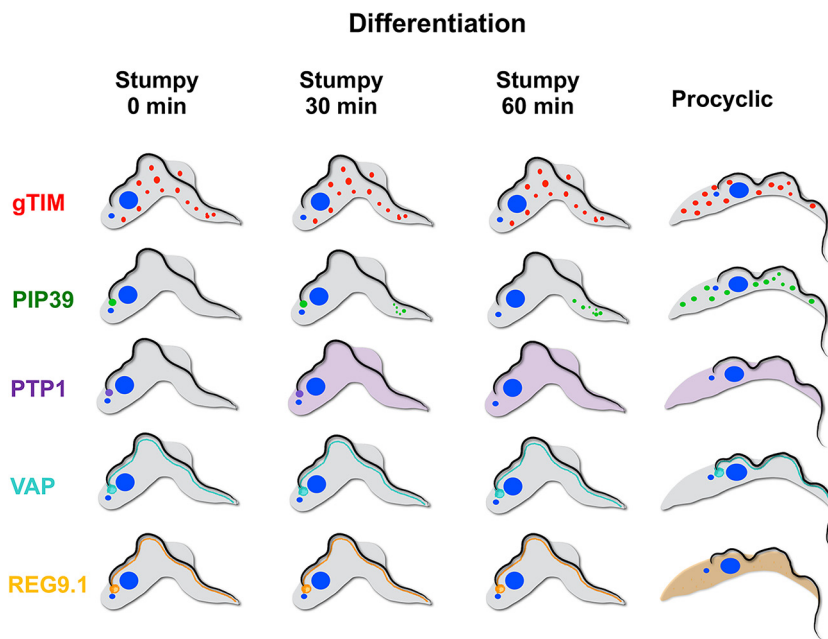 Differentiation
Stumpy
0 min
Stumpy
30 min
Stumpy
60 min
Procyclic
gTIM
PIP39
PTP1
VAP
REG9.1